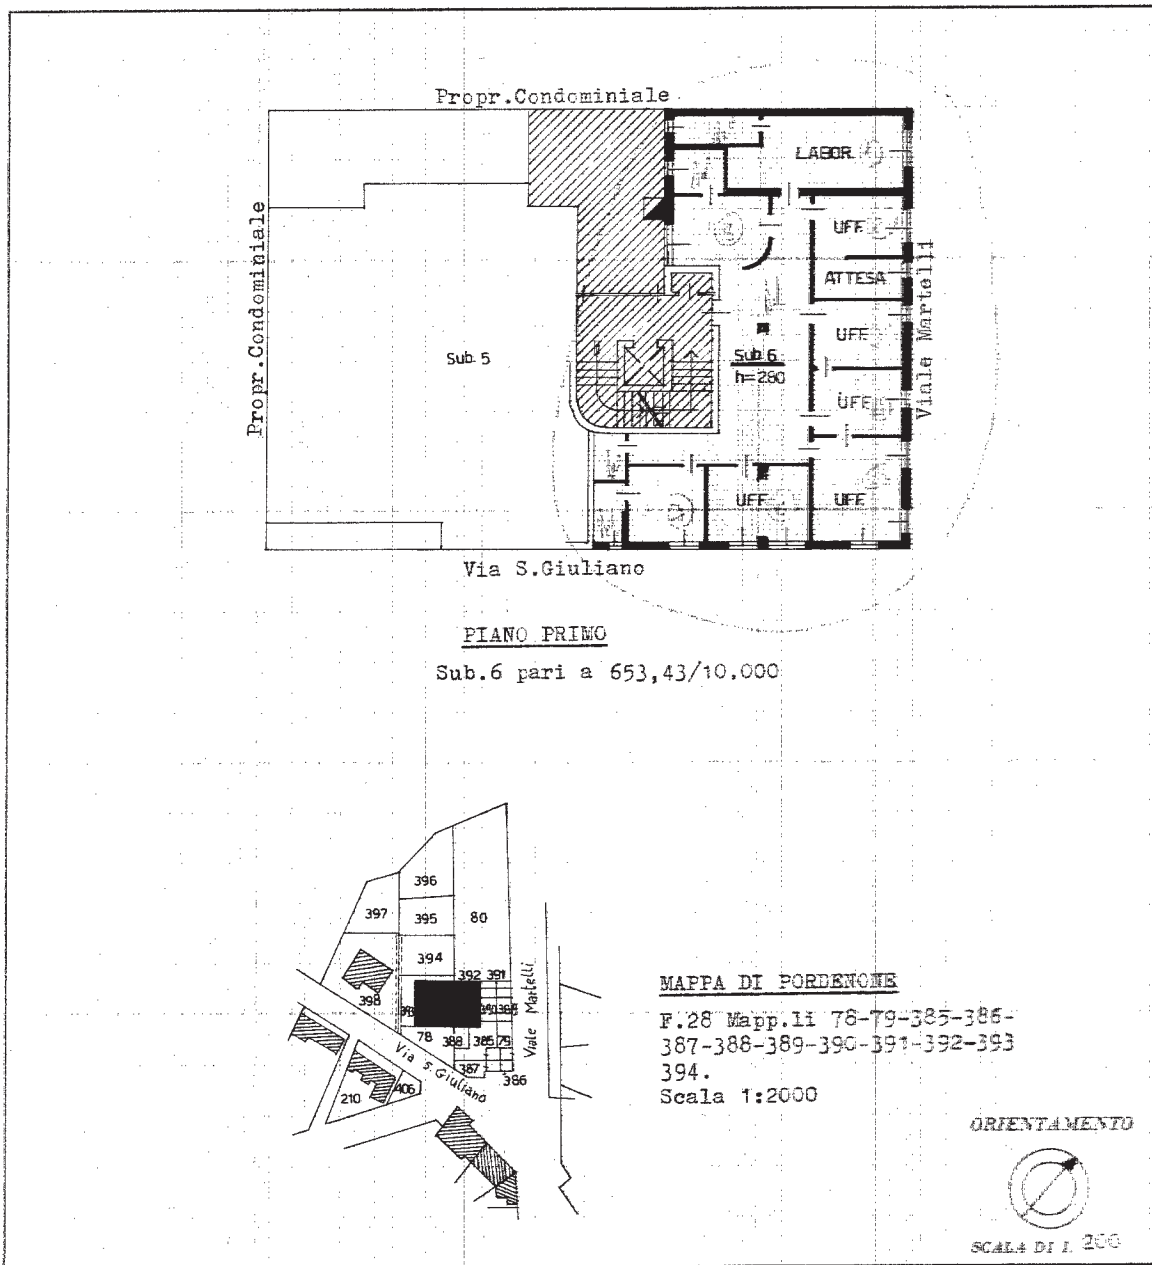 Propr.Condominiale
LABOR.
UFF.
ATTESA
Propr.Condominiale
Viale Martelli
UFF.
Sub. 5
Sub.6
h=2.80
UFF.
UFF.
UFF.
Via S.Giuliano
PIANO PRIMO
Sub.6 pari a 653,43/10.000
396
397
395
80
394
392
391
398
78
388
385
79
387
386
Viale Martelli
Via S. Giuliano
210
406
MAPPA DI PORDENONE
F.28 Mapp.li 78-79-385-386-
387-388-389-390-391-392-393
394.
Scala 1:2000
ORIENTAMENTO
SCALA DI 1: 200